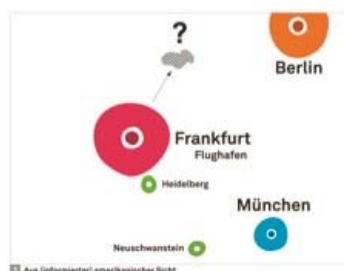 ?
Berlin
Frankfurt
Flughafen
Heidelberg
München
Neuschwanstein
Aus (informierter) amerikanischer Sicht